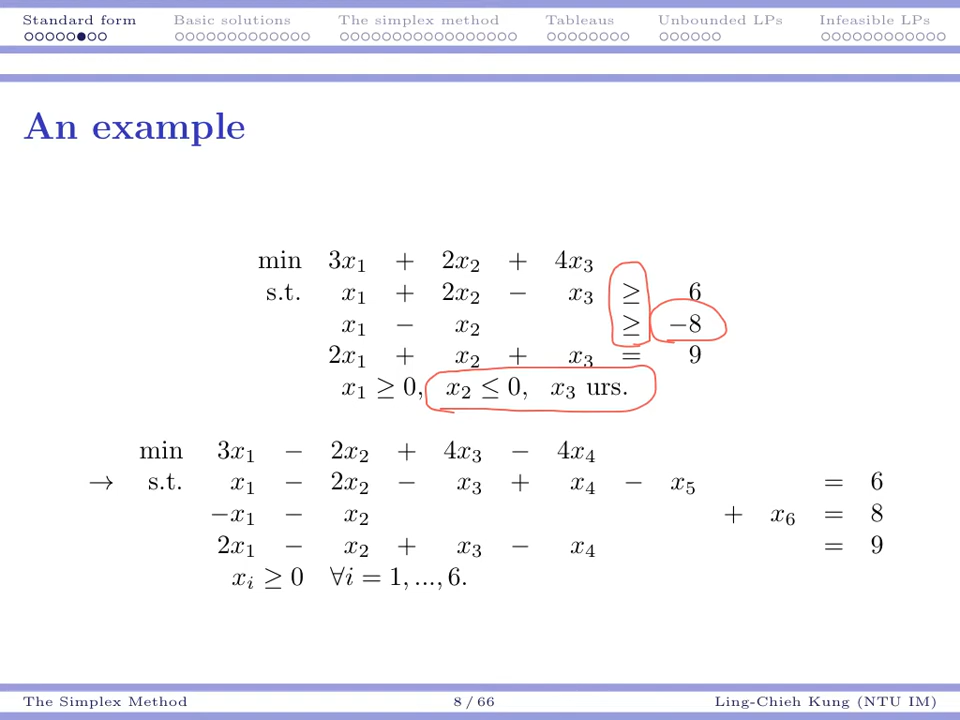 Standard form Basic solutions The simplex method Tableaus Unbounded LPs Infeasible LPs
An example
min 3x₁ + 2x₂ + 4x₃
s.t. x₁ + 2x₂ − x₃ ≥ 6
x₁ − x₂ ≥ −8
2x₁ + x₂ + x₃ = 9
x₁ ≥ 0, x₂ ≤ 0, x₃ urs.
min 3x₁ − 2x₂ + 4x₃ − 4x₄
→ s.t. x₁ − 2x₂ − x₃ + x₄ − x₅ = 6
−x₁ − x₂ + x₆ = 8
2x₁ − x₂ + x₃ − x₄ = 9
xᵢ ≥ 0 ∀i = 1, ..., 6.
The Simplex Method 8 / 66 Ling-Chieh Kung (NTU IM)